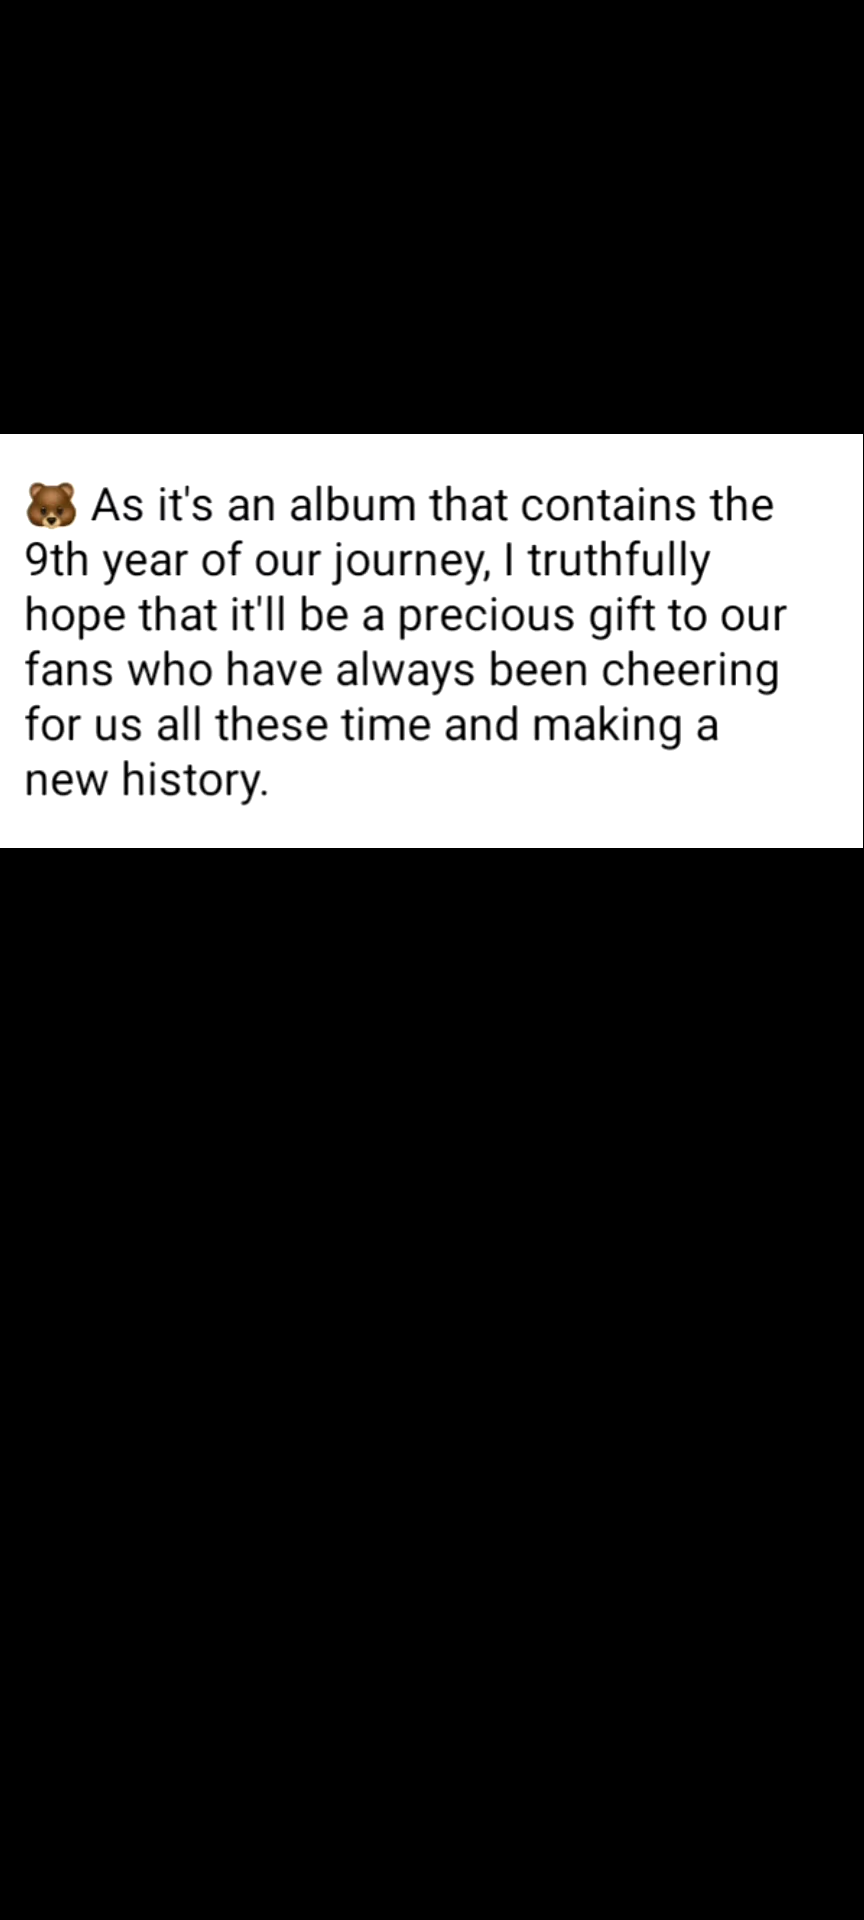 🐻 As it's an album that contains the
9th year of our journey, I truthfully
hope that it'll be a precious gift to our
fans who have always been cheering
for us all these time and making a
new history.